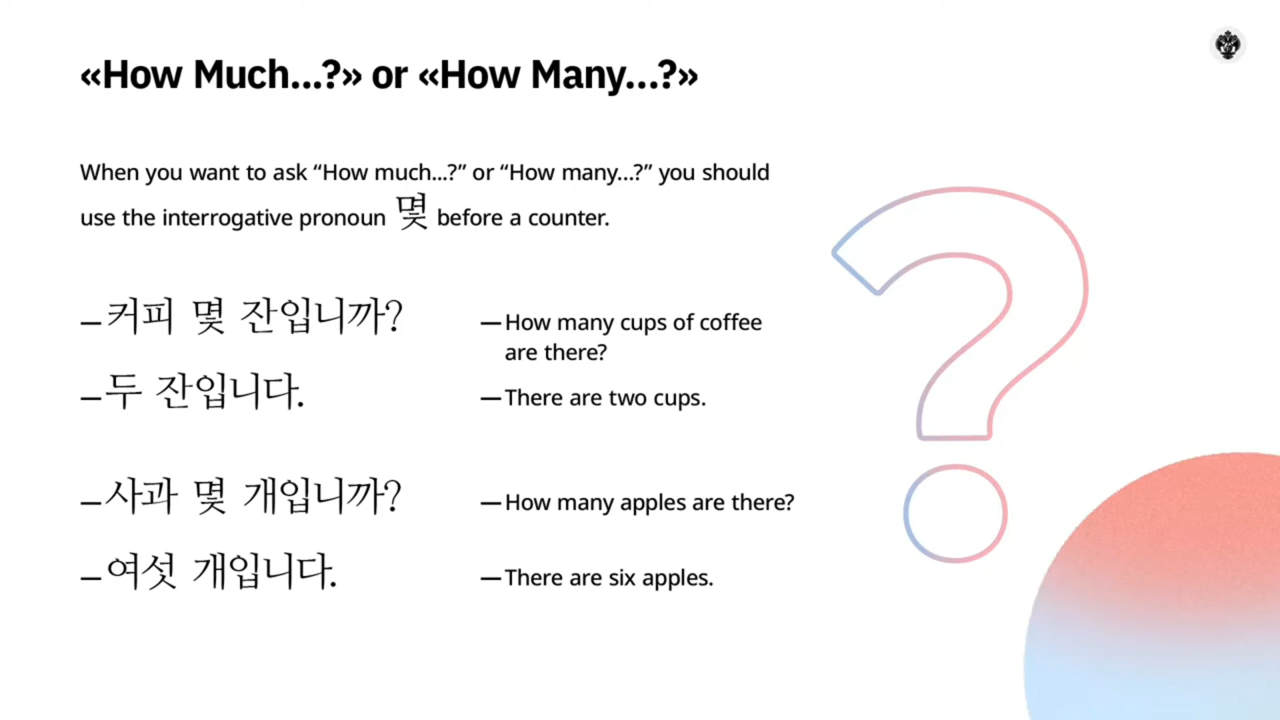 «How Much...?» or «How Many...?»
When you want to ask “How much...?” or “How many...?” you should
use the interrogative pronoun 몇 before a counter.
—커피 몇 잔입니까?
—How many cups of coffee
are there?
—두 잔입니다.
—There are two cups.
—사과 몇 개입니까?
—How many apples are there?
—여섯 개입니다.
—There are six apples.